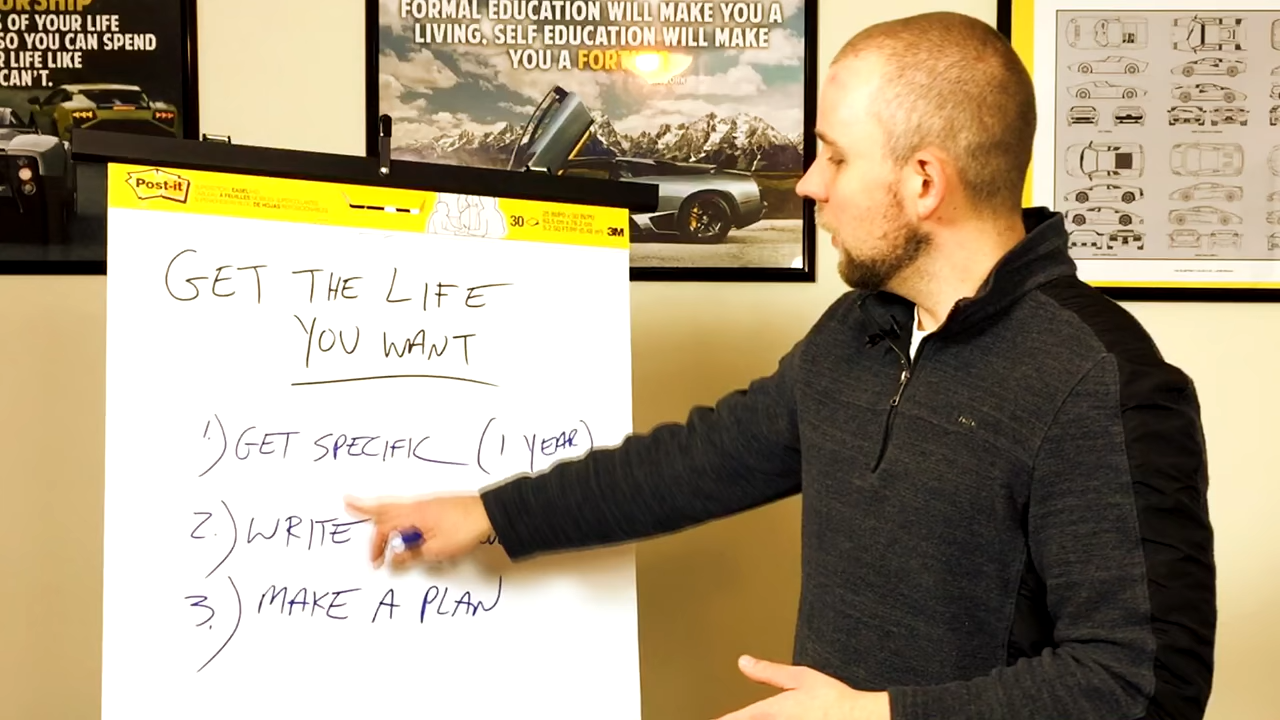 URSHIP
S OF YOUR LIFE
SO YOU CAN SPEND
R LIFE LIKE
CAN'T.
FORMAL EDUCATION WILL MAKE YOU A
LIVING, SELF EDUCATION WILL MAKE
YOU A
Post-it
30
3M
GET THE LIFE
YOU WANT
1.) GET SPECIFIC (1 YEAR)
2.) WRITE
3.) MAKE A PLAN